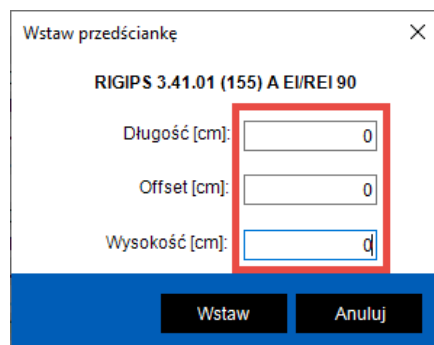 Wstaw przedściankę
RIGIPS 3.41.01 (155) A EI/REI 90
Długość [cm]: 0
Offset [cm]: 0
Wysokość [cm]: 0
Wstaw Anuluj